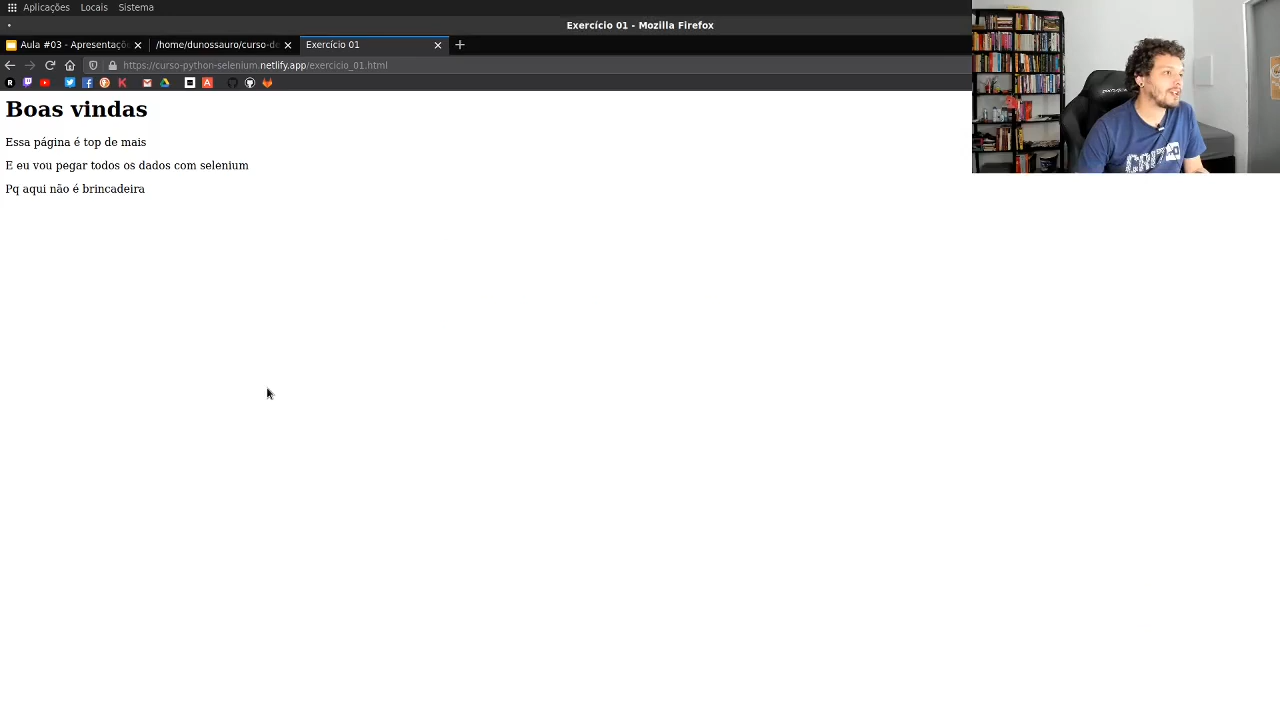 Aplicações Locais Sistema
Exercício 01 - Mozilla Firefox
Aula #03 - Apresentaçõ
/home/dunossauro/curso-de
Exercício 01
https://curso-python-selenium.netlify.app/exercicio_01.html
Boas vindas
Essa página é top de mais
E eu vou pegar todos os dados com selenium
Pq aqui não é brincadeira